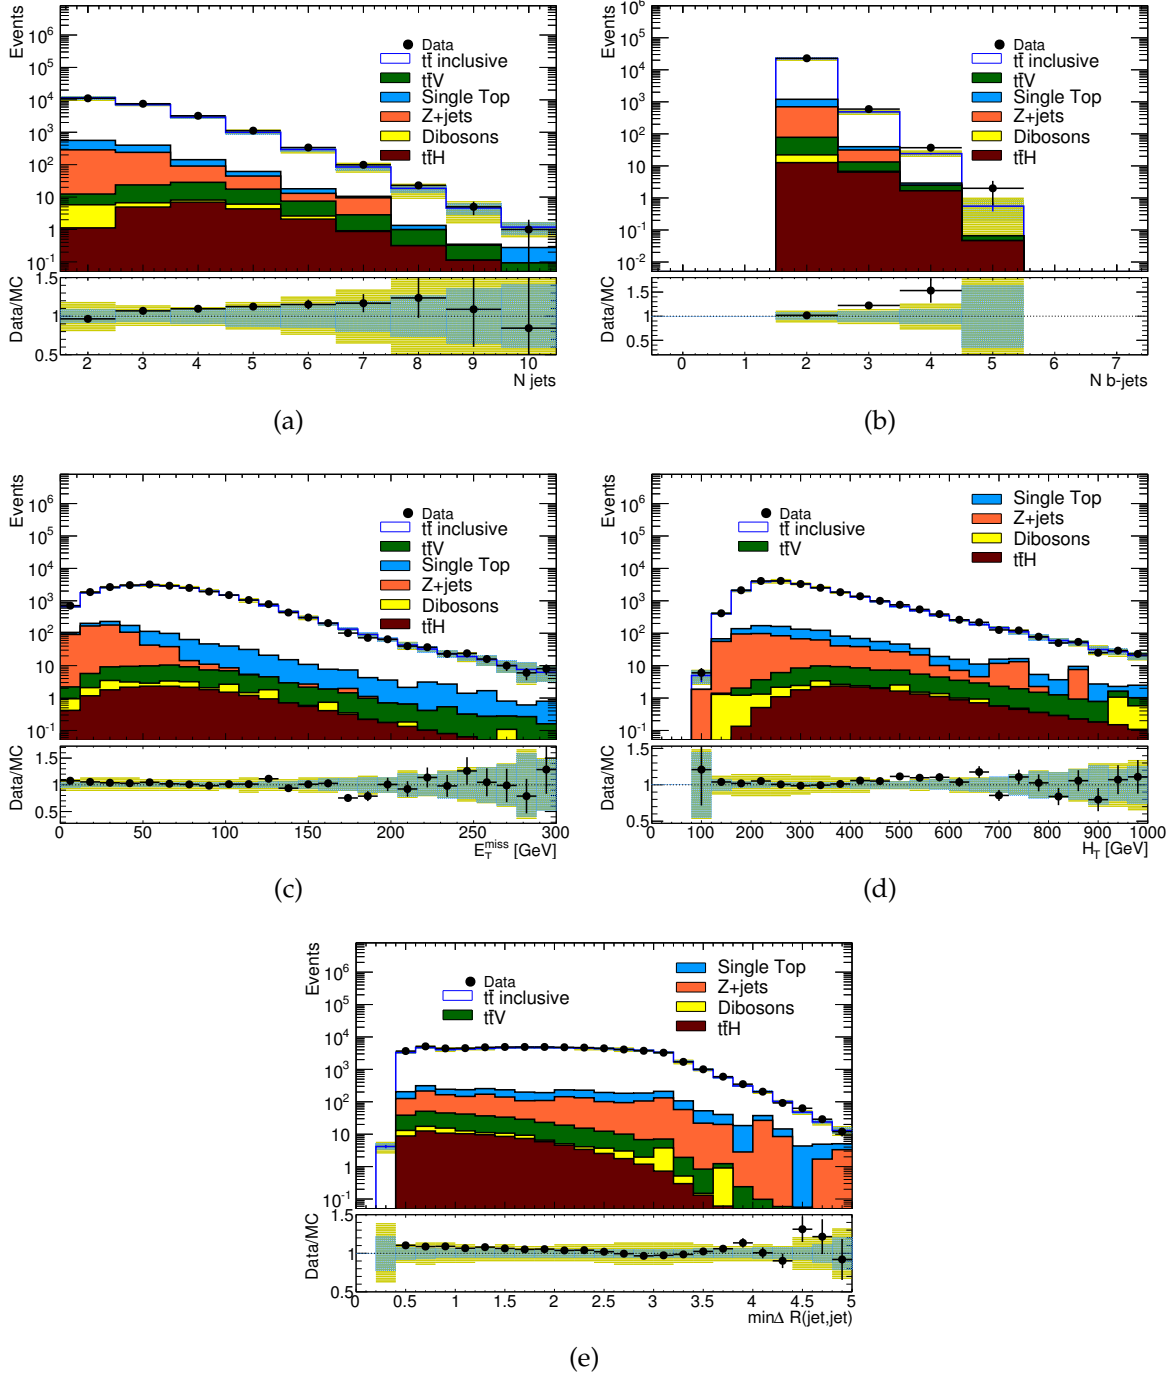 Events
10⁷
10⁶
10⁵
10⁴
10³
10²
10
1
10⁻¹
Data
tt̄ inclusive
tt̄V
Single Top
Z+jets
Dibosons
tt̄H
Data/MC
1.5
1
0.5
2 3 4 5 6 7 8 9 10
N jets
(a)
Events
10⁶
10⁵
10⁴
10³
10²
10
1
10⁻¹
10⁻²
Data
tt̄ inclusive
tt̄V
Single Top
Z+jets
Dibosons
tt̄H
Data/MC
1.5
1
0.5
0 1 2 3 4 5 6 7
N b-jets
(b)
Events
10⁶
10⁵
10⁴
10³
10²
10
1
10⁻¹
Data
tt̄ inclusive
tt̄V
Single Top
Z+jets
Dibosons
tt̄H
Data/MC
1.5
1
0.5
0 50 100 150 200 250 300
E_T^miss [GeV]
(c)
Events
10⁶
10⁵
10⁴
10³
10²
10
1
10⁻¹
Data
tt̄ inclusive
tt̄V
Single Top
Z+jets
Dibosons
tt̄H
Data/MC
1.5
1
0.5
0 100 200 300 400 500 600 700 800 900 1000
H_T [GeV]
(d)
Events
10⁶
10⁵
10⁴
10³
10²
10
1
10⁻¹
Data
tt̄ inclusive
tt̄V
Single Top
Z+jets
Dibosons
tt̄H
Data/MC
1.5
1
0.5
0 0.5 1 1.5 2 2.5 3 3.5 4 4.5 5
minΔ R(jet,jet)
(e)